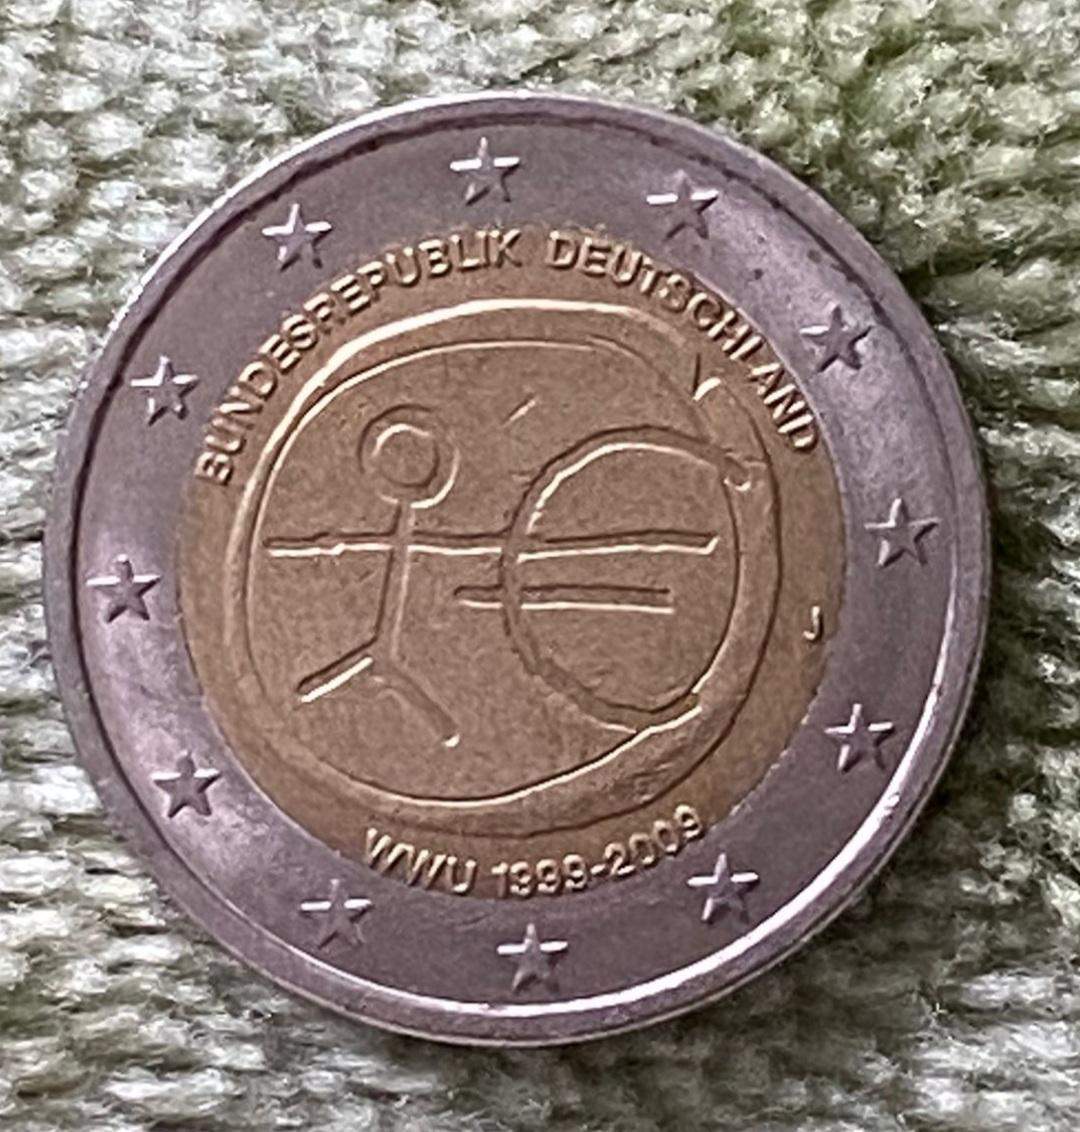 BUNDESREPUBLIK DEUTSCHLAND
J
WWU 1999-2009